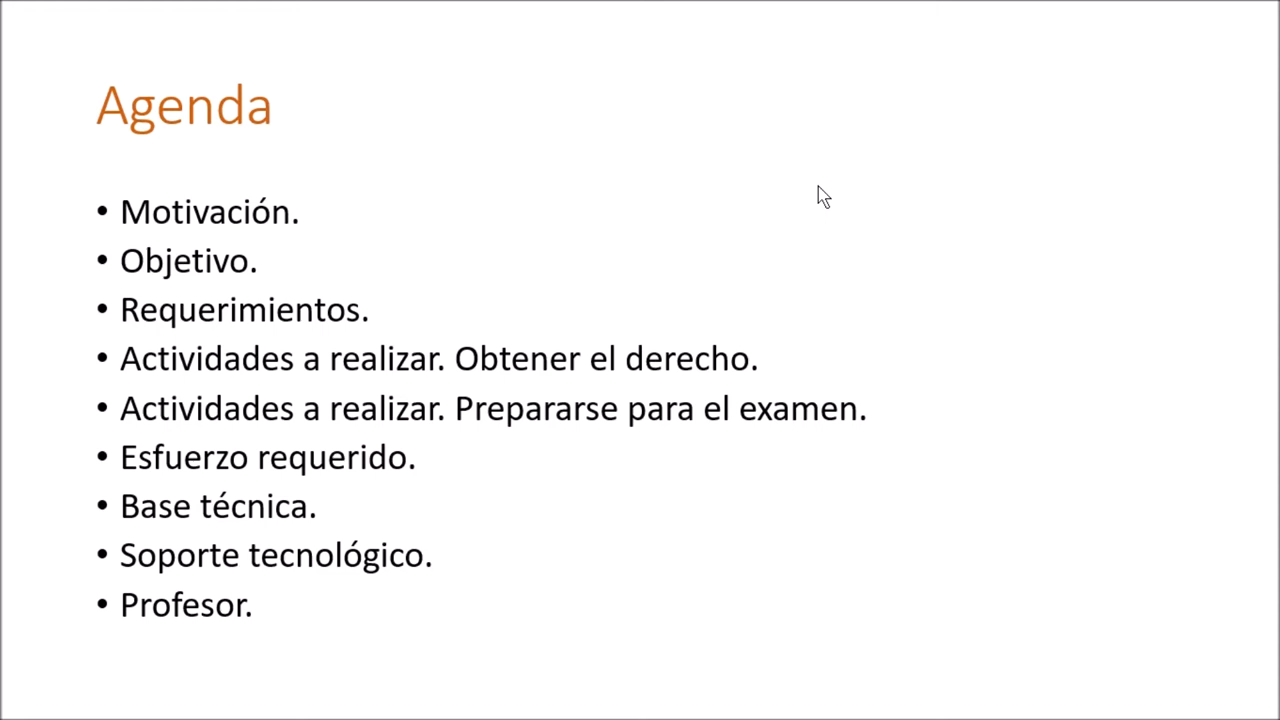 Agenda
• Motivación.
• Objetivo.
• Requerimientos.
• Actividades a realizar. Obtener el derecho.
• Actividades a realizar. Prepararse para el examen.
• Esfuerzo requerido.
• Base técnica.
• Soporte tecnológico.
• Profesor.